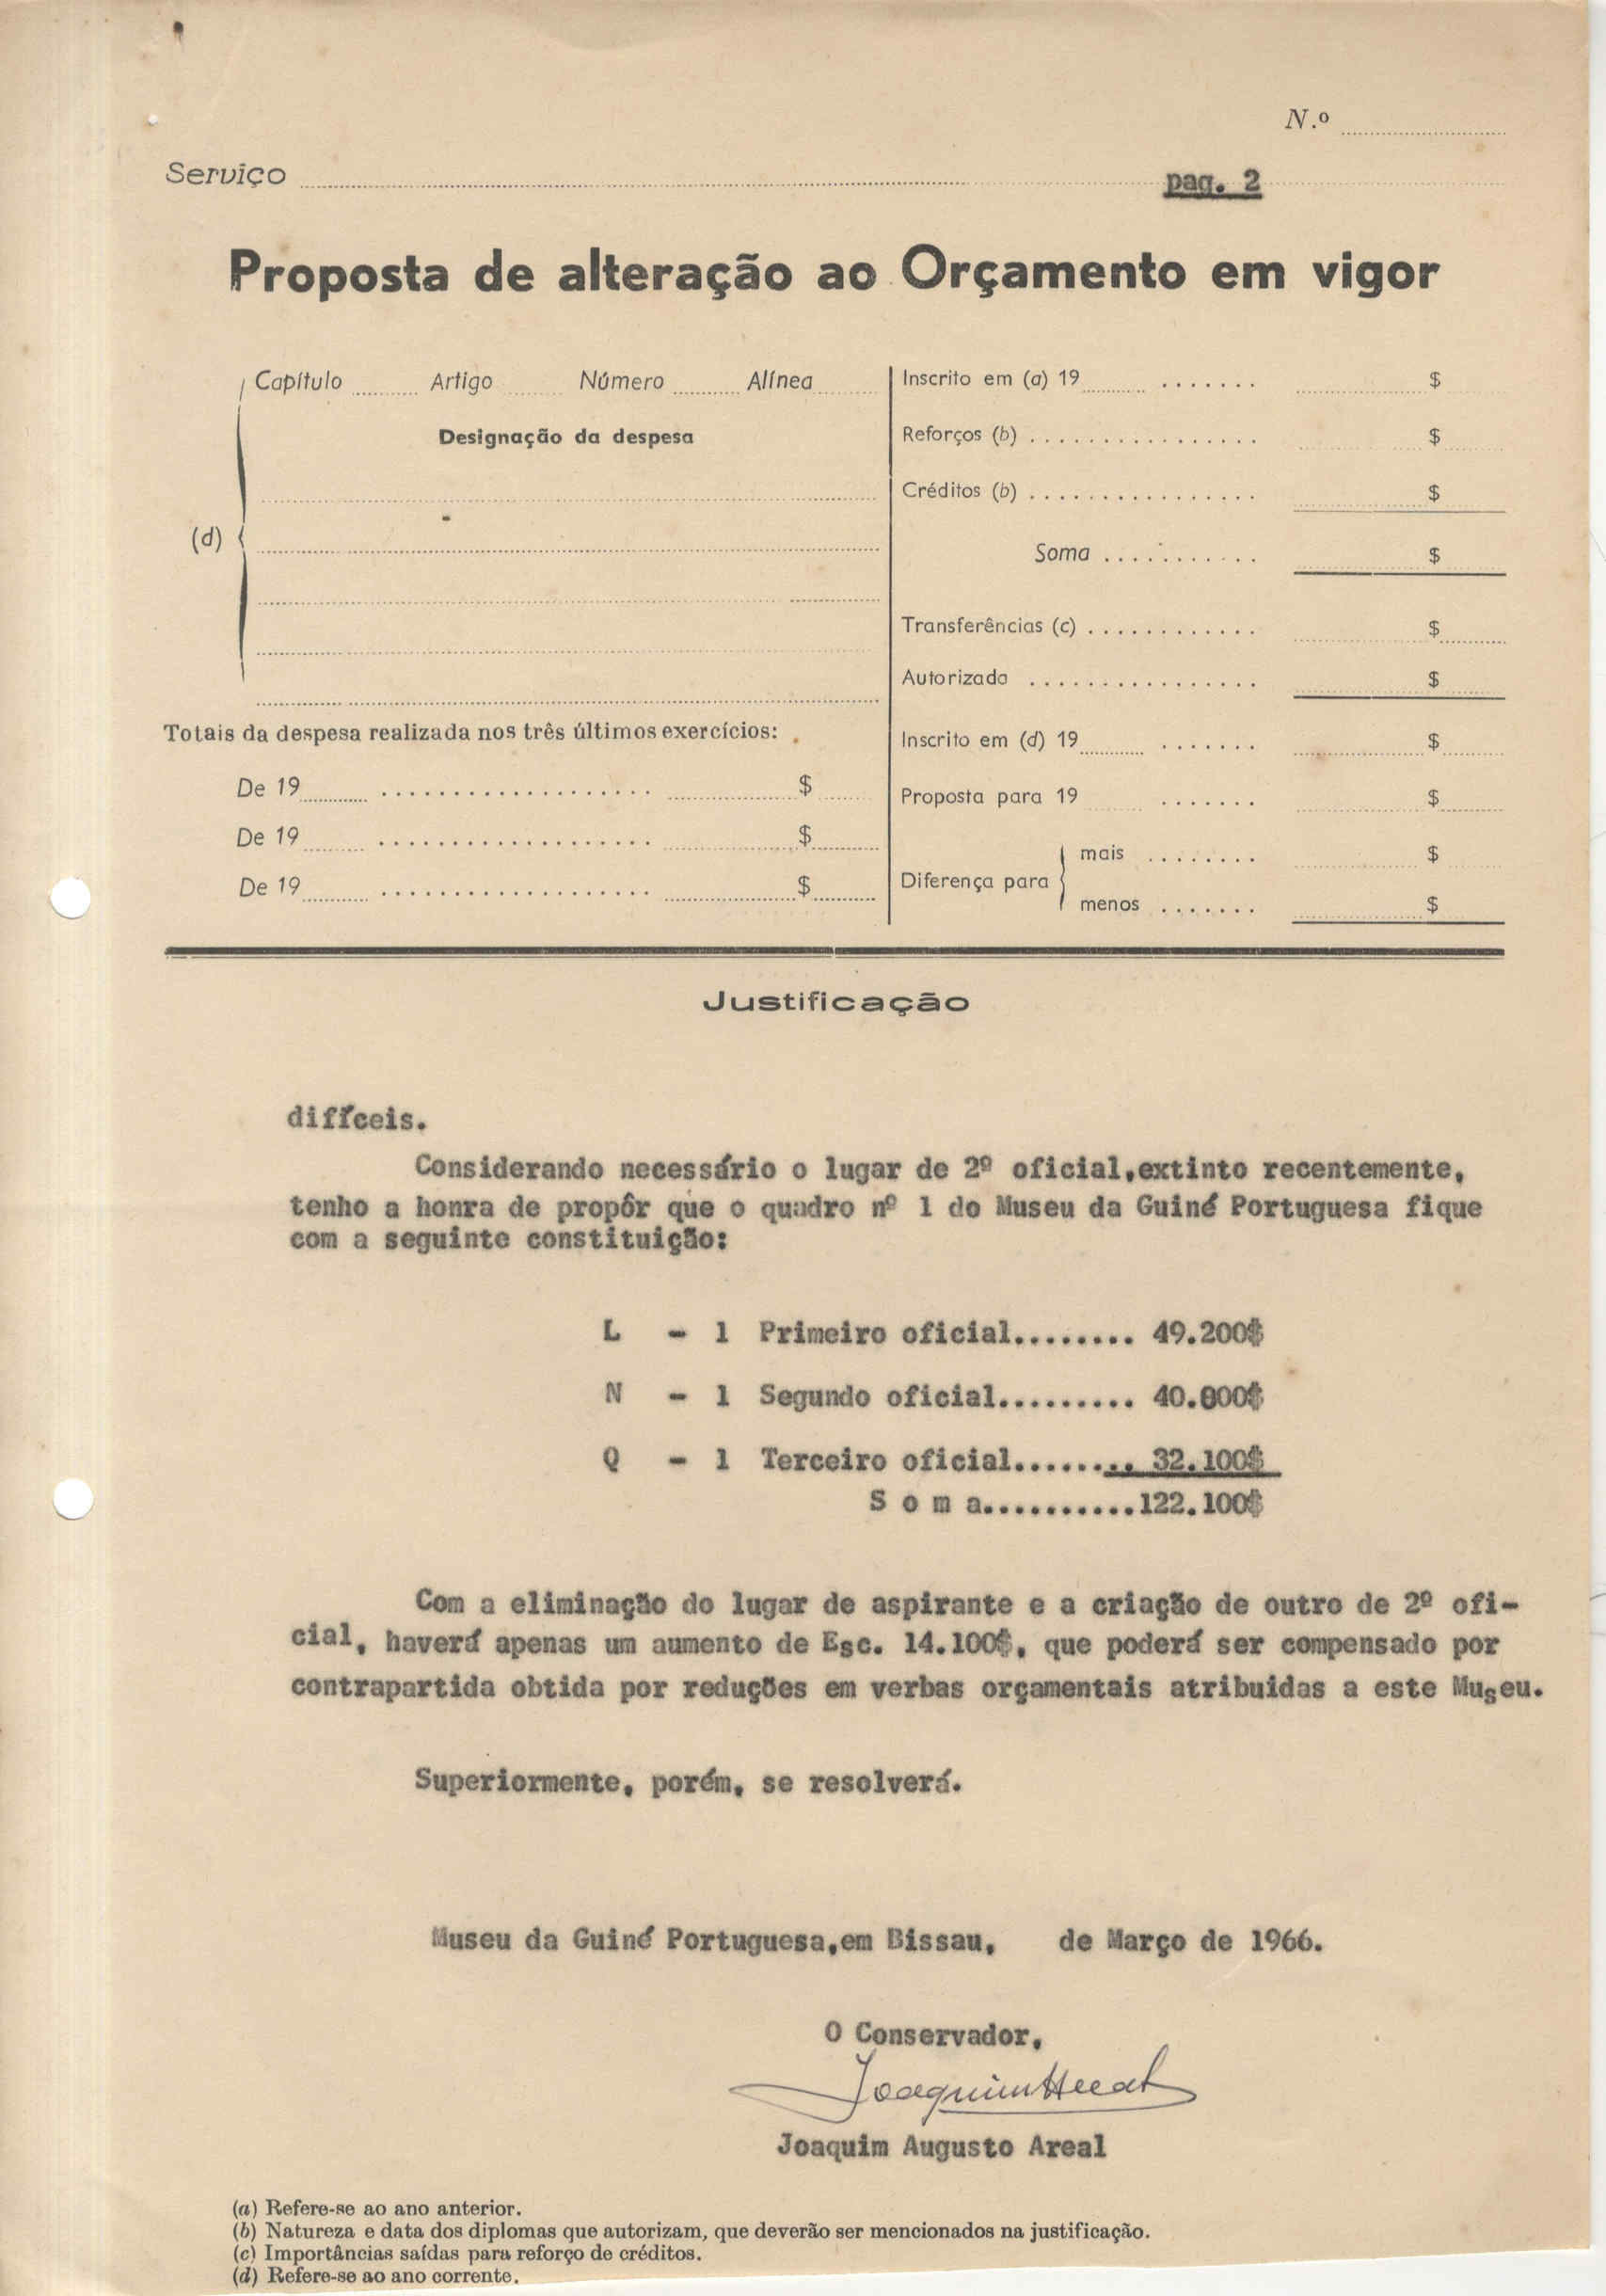 N.º ..........
Serviço .......... pag. 2
Proposta de alteração ao Orçamento em vigor
Capítulo .......... Artigo .......... Número .......... Alínea ..........
Designação da despesa
(d)
Totais da despesa realizada nos três últimos exercícios:
De 19 .......... $
De 19 .......... $
De 19 .......... $
Inscrito em (a) 19 .......... $
Reforços (b) .......... $
Créditos (b) .......... $
Soma .......... $
Transferências (c) .......... $
Autorizado .......... $
Inscrito em (d) 19 .......... $
Proposta para 19 .......... $
Diferença para
mais .......... $
menos .......... $
Justificação
difíceis.
Considerando necessário o lugar de 2º oficial,extinto recentemente,
tenho a honra de propôr que o quadro nº 1 do Museu da Guiné Portuguesa fique
com a seguinte constituição:
L - 1 Primeiro oficial........ 49.200$
N - 1 Segundo oficial......... 40.800$
Q - 1 Terceiro oficial........ 32.100$
S o m a..........122.100$
Com a eliminação do lugar de aspirante e a criação de outro de 2º ofi-
cial, haverá apenas um aumento de Esc. 14.100$, que poderá ser compensado por
contrapartida obtida por reduções em verbas orçamentais atribuidas a este Museu.
Superiormente, porém, se resolverá.
Museu da Guiné Portuguesa,em Bissau, de Março de 1966.
O Conservador,
Joaquim Areal
Joaquim Augusto Areal
(a) Refere-se ao ano anterior.
(b) Natureza e data dos diplomas que autorizam, que deverão ser mencionados na justificação.
(c) Importâncias saídas para reforço de créditos.
(d) Refere-se ao ano corrente.